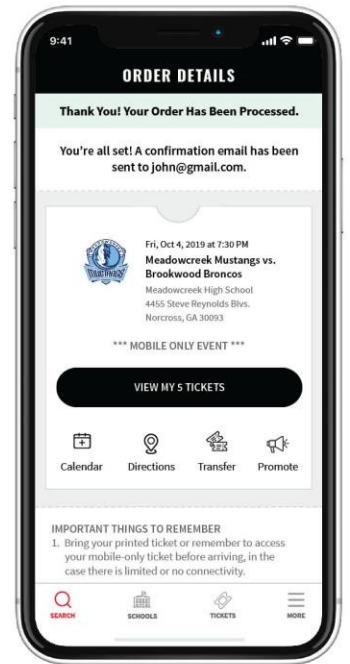 9:41
ORDER DETAILS
Thank You! Your Order Has Been Processed.
You're all set! A confirmation email has been
sent to john@gmail.com.
Fri, Oct 4, 2019 at 7:30 PM
Meadowcreek Mustangs vs.
Brookwood Broncos
Meadowcreek High School
4455 Steve Reynolds Blvs.
Norcross, GA 30093
*** MOBILE ONLY EVENT ***
VIEW MY 5 TICKETS
Calendar Directions Transfer Promote
IMPORTANT THINGS TO REMEMBER
1. Bring your printed ticket or remember to access
your mobile-only ticket before arriving, in the
case there is limited or no connectivity.
SEARCH SCHOOLS TICKETS MORE